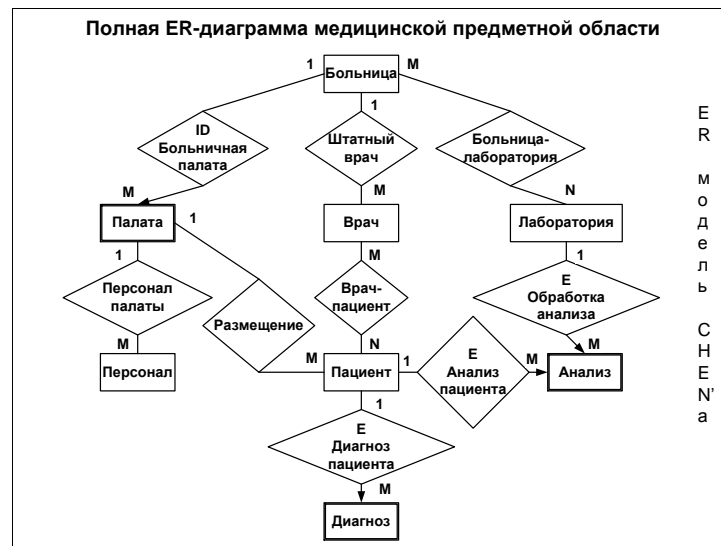 Полная ER-диаграмма медицинской предметной области
1
Больница
M
1
ID
Больничная
палата
Штатный
врач
Больница-
лаборатория
M
M
N
Палата
1
Врач
Лаборатория
1
M
1
Персонал
палаты
Размещение
Врач-
пациент
E
Обработка
анализа
M
M
N
M
Персонал
Пациент
1
E
Анализ
пациента
M
Анализ
1
E
Диагноз
пациента
M
Диагноз
E
R
м
о
д
е
л
ь
C
H
E
N'
a